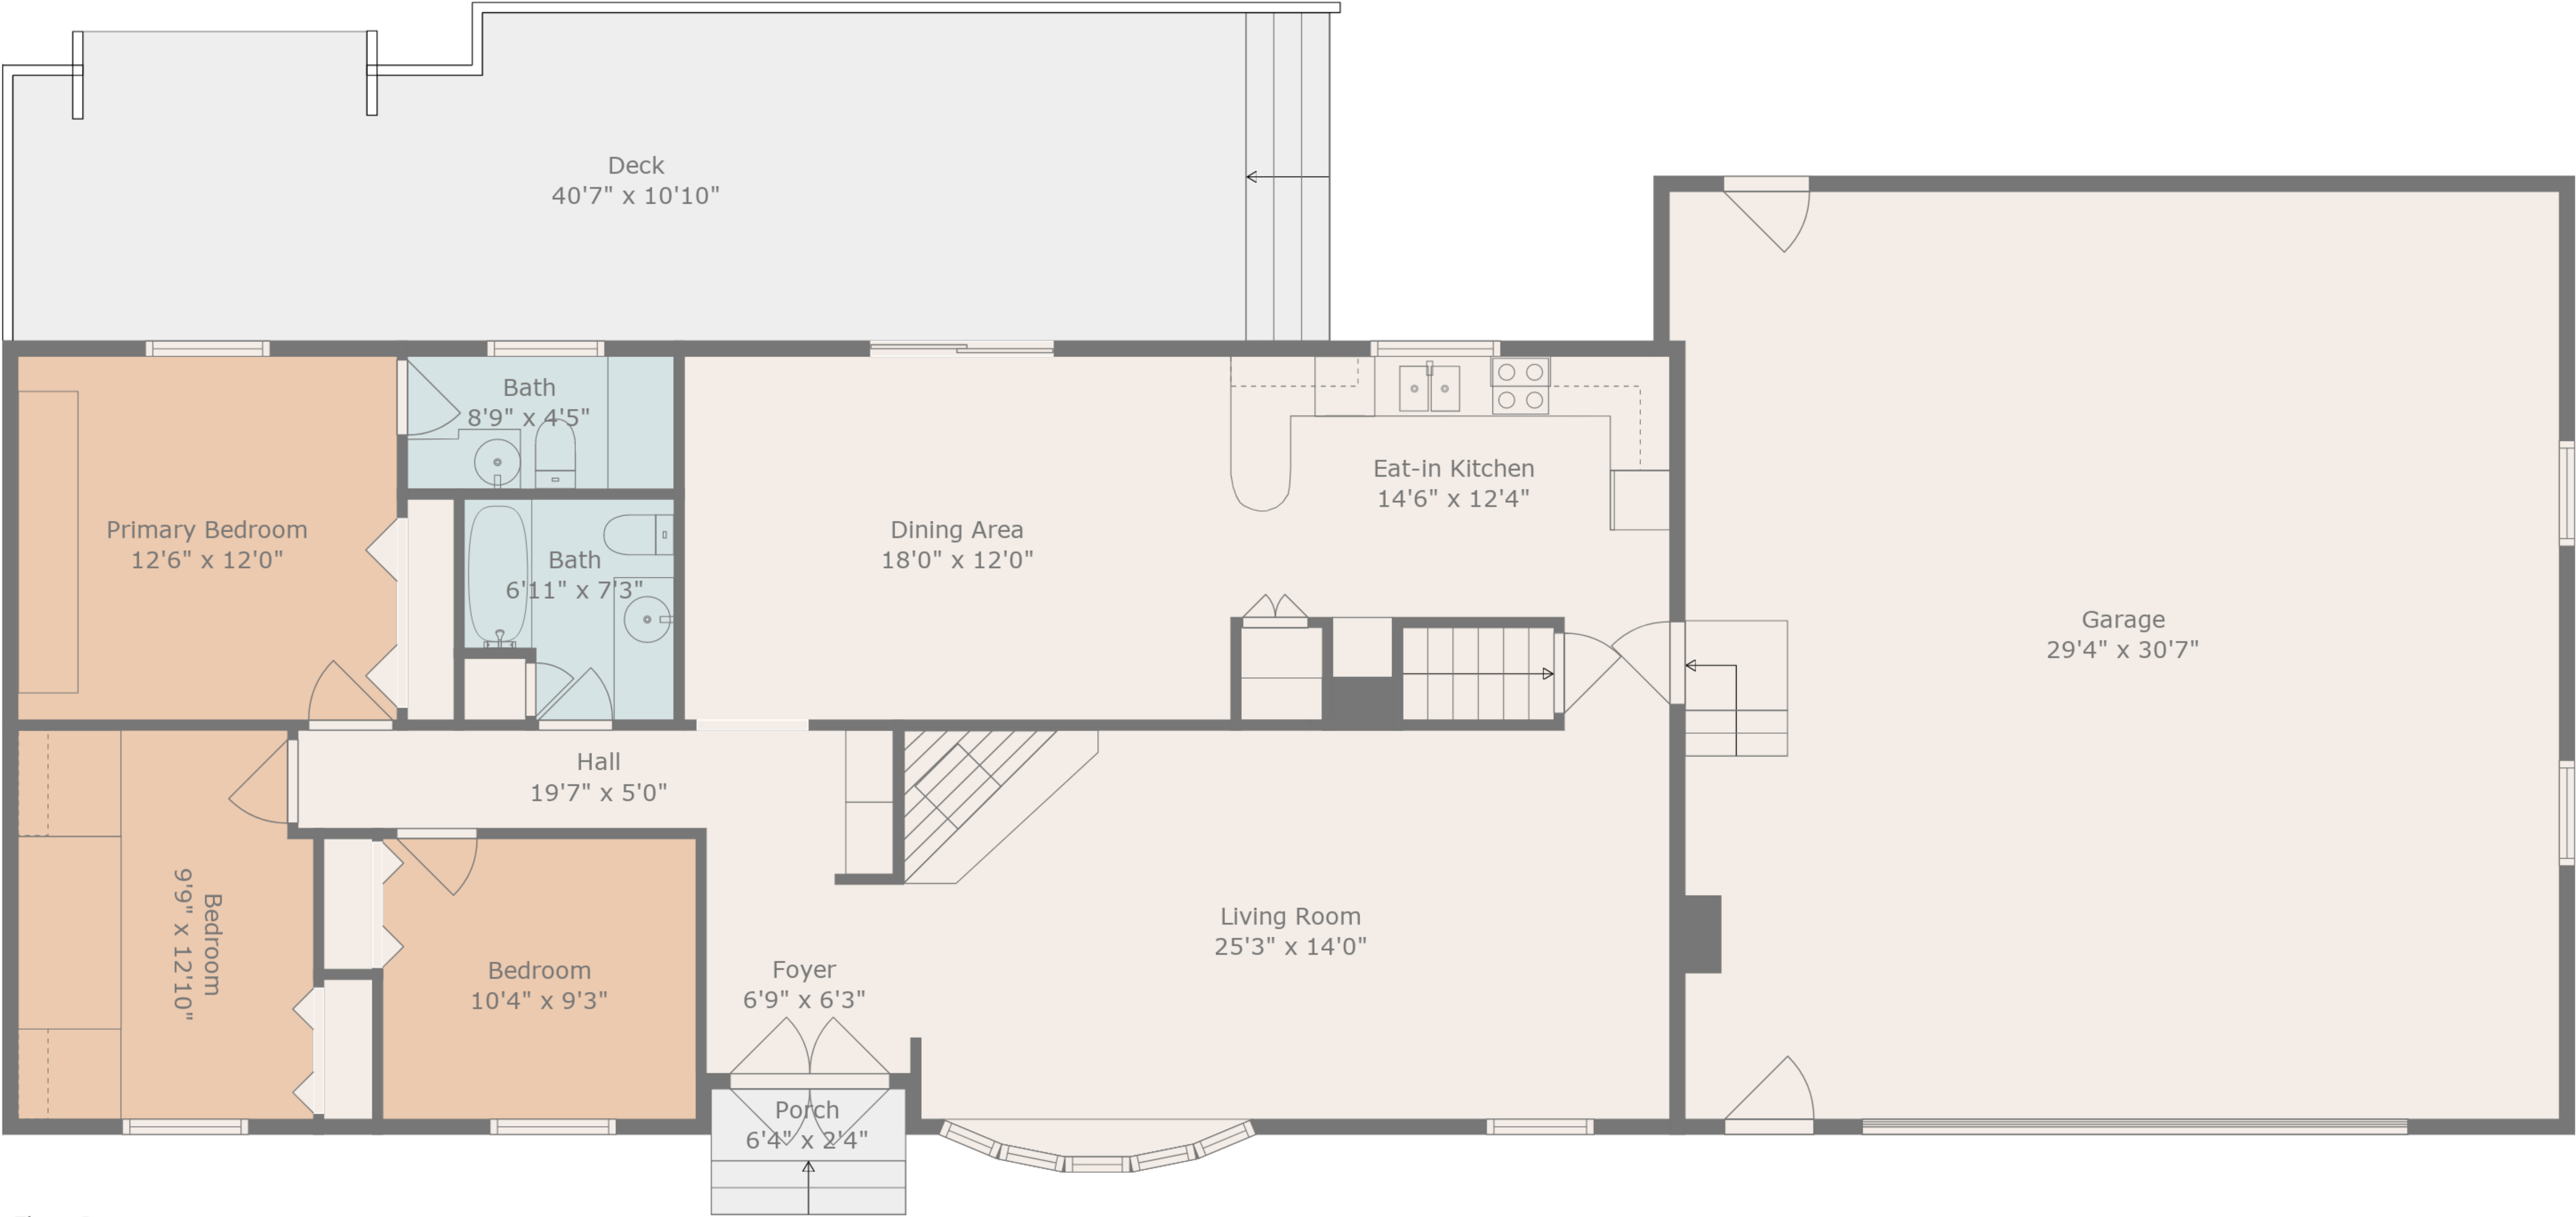 Deck
40'7" x 10'10"
Bath
8'9" x 4'5"
Primary Bedroom
12'6" x 12'0"
Bath
6'11" x 7'3"
Dining Area
18'0" x 12'0"
Eat-in Kitchen
14'6" x 12'4"
Garage
29'4" x 30'7"
Hall
19'7" x 5'0"
Bedroom
9'9" x 12'10"
Bedroom
10'4" x 9'3"
Foyer
6'9" x 6'3"
Living Room
25'3" x 14'0"
Porch
6'4" x 2'4"